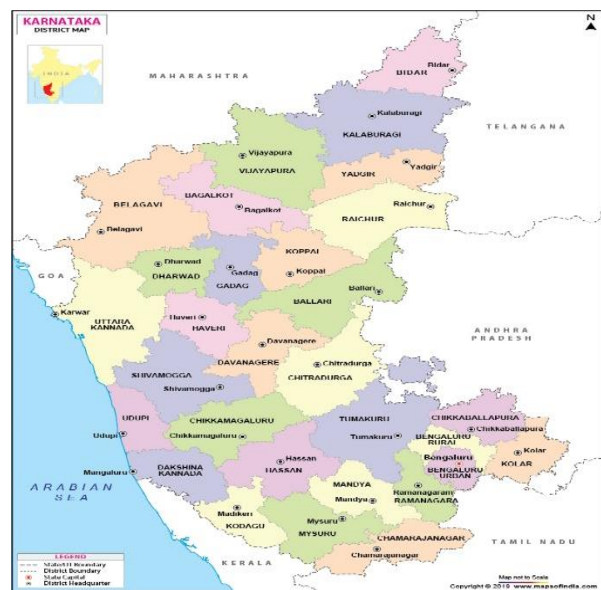 KARNATAKA
DISTRICT MAP
N
INDIA
MAHARASHTRA
Bidar
BIDAR
Kalaburagi
KALABURAGI
TELANGANA
Vijayapura
VIJAYAPURA
Yadgir
YADGIR
BAGALKOT
Bagalkot
BELAGAVI
Belagavi
Raichur
RAICHUR
KOPPAL
Koppal
Dharwad
DHARWAD
Gadag
GADAG
GOA
Ballari
BALLARI
Karwar
UTTARA
KANNADA
Haveri
HAVERI
Davanagere
DAVANAGERE
ANDHRA
PRADESH
Chitradurga
CHITRADURGA
SHIVAMOGGA
Shivamogga
UDUPI
Udupi
CHIKKAMAGALURU
Chikkamagaluru
TUMAKURU
Tumakuru
CHIKKABALLAPURA
Chikkaballapura
BENGALURU
RURAL
Bengaluru
BENGALURU
URBAN
Kolar
KOLAR
Mangaluru
DAKSHINA
KANNADA
Hassan
HASSAN
MANDYA
Mandya
Ramanagaram
RAMANAGARA
ARABIAN
SEA
Madikeri
KODAGU
Mysuru
MYSURU
CHAMARAJANAGAR
Chamarajanagar
KERALA
TAMIL NADU
LEGEND
State/UT Boundary
District Boundary
State Capital
District Headquarter
Map not to Scale
Copyright © 2019 www.mapsofindia.com